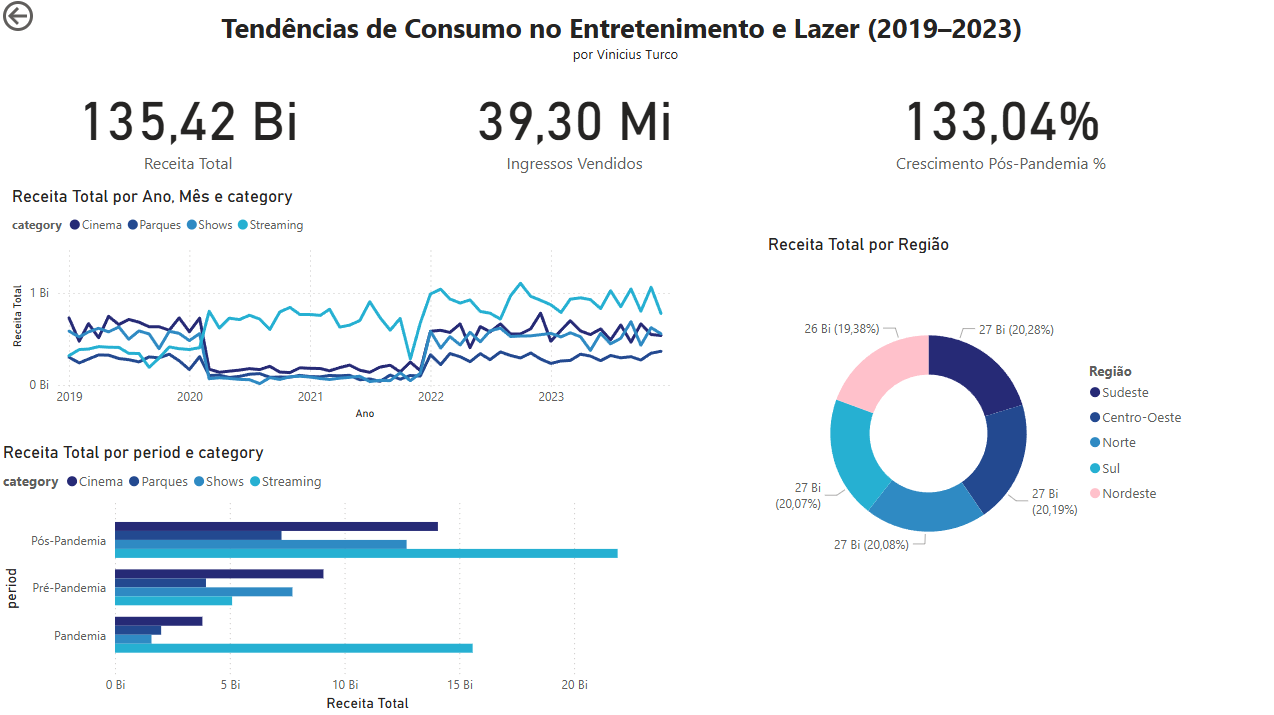 Tendências de Consumo no Entretenimento e Lazer (2019–2023)
por Vinicius Turco
135,42 Bi
Receita Total
39,30 Mi
Ingressos Vendidos
133,04%
Crescimento Pós-Pandemia %
Receita Total por Ano, Mês e category
category Cinema Parques Shows Streaming
Receita Total
1 Bi
0 Bi
2019 2020 2021 2022 2023
Ano
Receita Total por period e category
category Cinema Parques Shows Streaming
period
Pós-Pandemia
Pré-Pandemia
Pandemia
0 Bi 5 Bi 10 Bi 15 Bi 20 Bi
Receita Total
Receita Total por Região
26 Bi (19,38%)
27 Bi (20,28%)
27 Bi
(20,07%)
27 Bi
(20,19%)
27 Bi (20,08%)
Região
Sudeste
Centro-Oeste
Norte
Sul
Nordeste